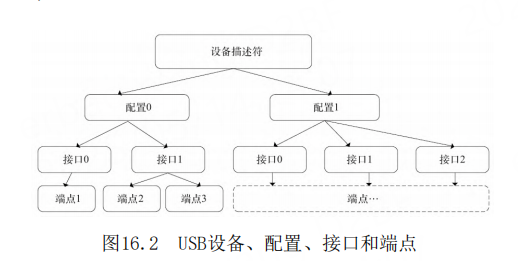 设备描述符
配置0 配置1
接口0 接口1 接口0 接口1 接口2
端点1 端点2 端点3 端点…
图16.2 USB设备、配置、接口和端点